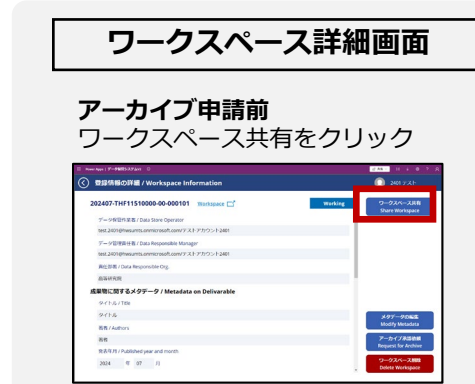 ワークスペース詳細画面
アーカイブ申請前
ワークスペース共有をクリック
登録情報の詳細 / Workspace Information
2401 テスト
202407-THF11510000-00-000101 Workspace
Working
ワークスペース共有
Share Workspace
データ保管作業者 / Data Store Operator
データ管理責任者 / Data Responsible Manager
責任部署 / Data Responsible Org.
成果物に関するメタデータ / Metadata on Delivarable
タイトル / Title
タイトル
著者 / Authors
著者
発表年月 / Published year and month
2024 年 07 月
メタデータの編集
Modify Metadata
アーカイブ承認依頼
Request for Archive
ワークスペース削除
Delete Workspace